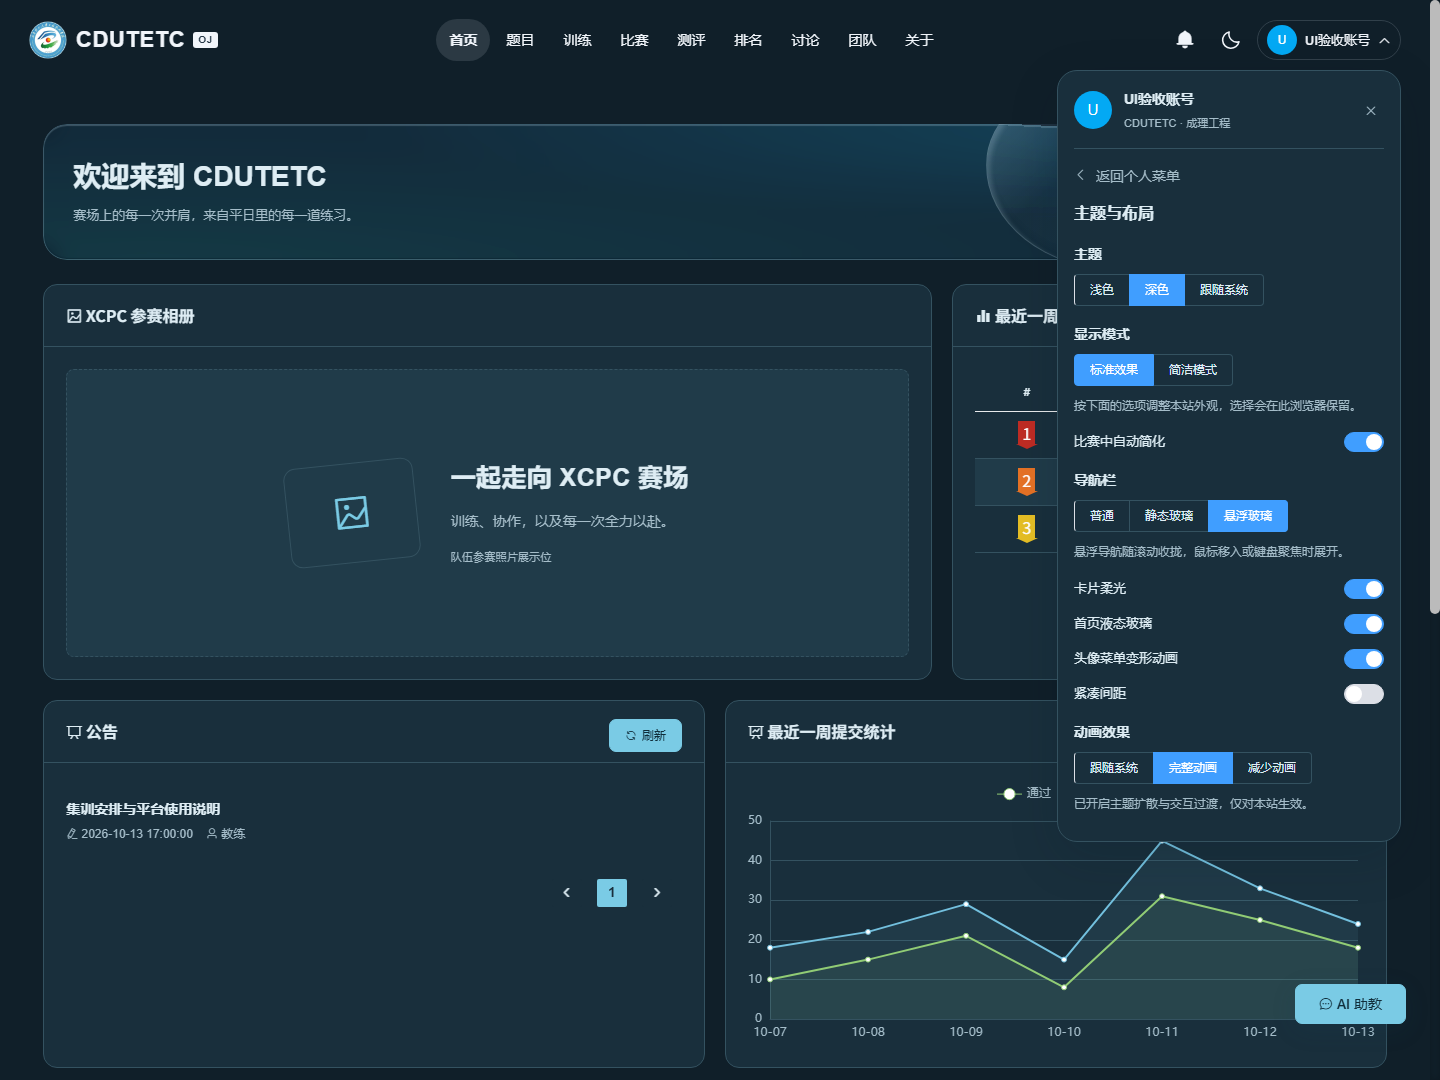 CDUTETC OJ
首页 题目 训练 比赛 测评 排名 讨论 团队 关于
U UI验收账号
欢迎来到 CDUTETC
赛场上的每一次并肩，来自平日里的每一道练习。
XCPC 参赛相册
一起走向 XCPC 赛场
训练、协作，以及每一次全力以赴。
队伍参赛照片展示位
最近一周
#
1
2
3
U UI验收账号
CDUTETC · 成理工程
返回个人菜单
主题与布局
主题
浅色 深色 跟随系统
显示模式
标准效果 简洁模式
按下面的选项调整本站外观，选择会在此浏览器保留。
比赛中自动简化
导航栏
普通 静态玻璃 悬浮玻璃
悬浮导航随滚动收拢，鼠标移入或键盘聚焦时展开。
卡片柔光
首页液态玻璃
头像菜单变形动画
紧凑间距
动画效果
跟随系统 完整动画 减少动画
已开启主题扩散与交互过渡，仅对本站生效。
公告
刷新
集训安排与平台使用说明
2026-10-13 17:00:00 教练
1
最近一周提交统计
通过
50
40
30
20
10
0
10-07 10-08 10-09 10-10 10-11 10-12 10-13
AI 助教